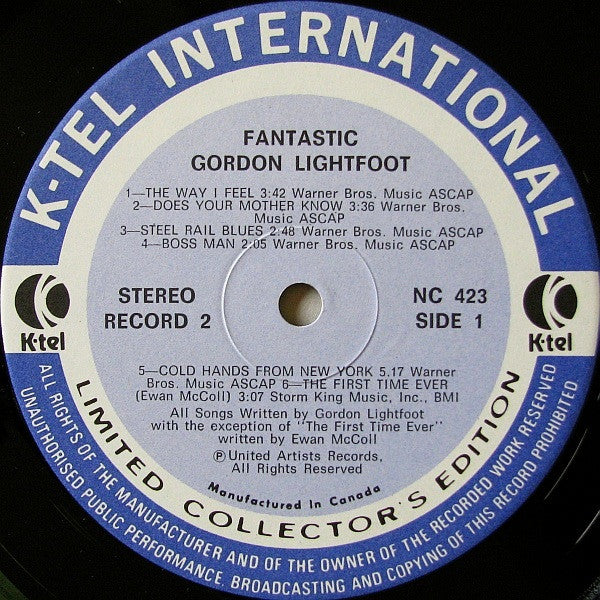 K-TEL INTERNATIONAL
FANTASTIC
GORDON LIGHTFOOT
1—THE WAY I FEEL 3:42 Warner Bros. Music ASCAP
2—DOES YOUR MOTHER KNOW 3:36 Warner Bros.
Music ASCAP
3—STEEL RAIL BLUES 2:48 Warner Bros. Music ASCAP
4—BOSS MAN 2:05 Warner Bros. Music ASCAP
STEREO
RECORD 2
NC 423
SIDE 1
K-tel
K-tel
5—COLD HANDS FROM NEW YORK 5.17 Warner
Bros. Music ASCAP 6—THE FIRST TIME EVER
(Ewan McColl) 3:07 Storm King Music, Inc., BMI
All Songs Written by Gordon Lightfoot
with the exception of "The First Time Ever"
written by Ewan McColl
Ⓟ United Artists Records,
All Rights Reserved
Manufactured In Canada
LIMITED COLLECTOR'S EDITION
ALL RIGHTS OF THE MANUFACTURER AND OF THE OWNER OF THE RECORDED WORK RESERVED
UNAUTHORISED PUBLIC PERFORMANCE, BROADCASTING AND COPYING OF THIS RECORD PROHIBITED